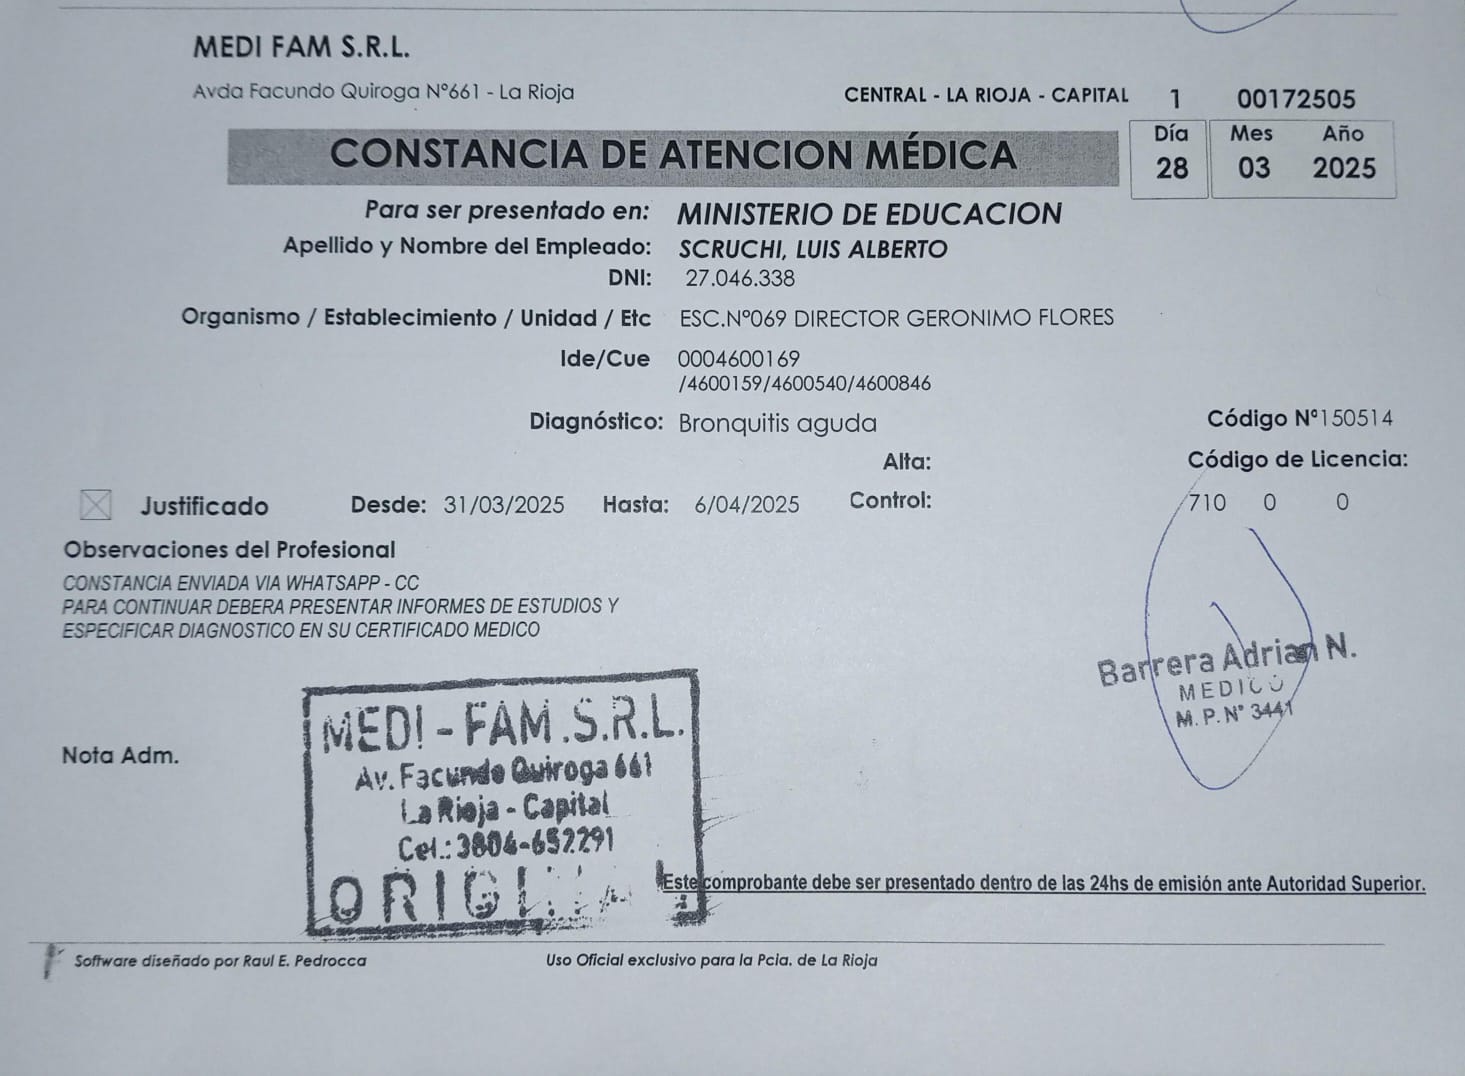 MEDI FAM S.R.L.
Avda Facundo Quiroga Nº661 - La Rioja
CENTRAL - LA RIOJA - CAPITAL 1 00172505
CONSTANCIA DE ATENCION MÉDICA
Día Mes Año
28 03 2025
Para ser presentado en: MINISTERIO DE EDUCACION
Apellido y Nombre del Empleado: SCRUCHI, LUIS ALBERTO
DNI: 27.046.338
Organismo / Establecimiento / Unidad / Etc ESC.Nº069 DIRECTOR GERONIMO FLORES
Ide/Cue 0004600169
/4600159/4600540/4600846
Diagnóstico: Bronquitis aguda
Código Nº150514
Alta:
Código de Licencia:
Justificado Desde: 31/03/2025 Hasta: 6/04/2025 Control:
710 0 0
Observaciones del Profesional
CONSTANCIA ENVIADA VIA WHATSAPP - CC
PARA CONTINUAR DEBERA PRESENTAR INFORMES DE ESTUDIOS Y
ESPECIFICAR DIAGNOSTICO EN SU CERTIFICADO MEDICO
Barrera Adrian N.
MEDICO
M.P.Nº 3441
Nota Adm.
MEDI - FAM.S.R.L.
Av. Facundo Quiroga 661
La Rioja - Capital
Cel.: 3804-652291
Este comprobante debe ser presentado dentro de las 24hs de emisión ante Autoridad Superior.
Software diseñado por Raul E. Pedrocca
Uso Oficial exclusivo para la Pcia. de La Rioja